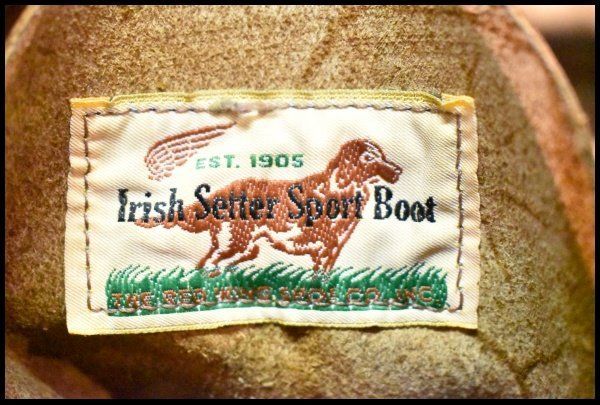 EST. 1905
Irish Setter Sport Boot
THE RED WING SHOE CO. INC.